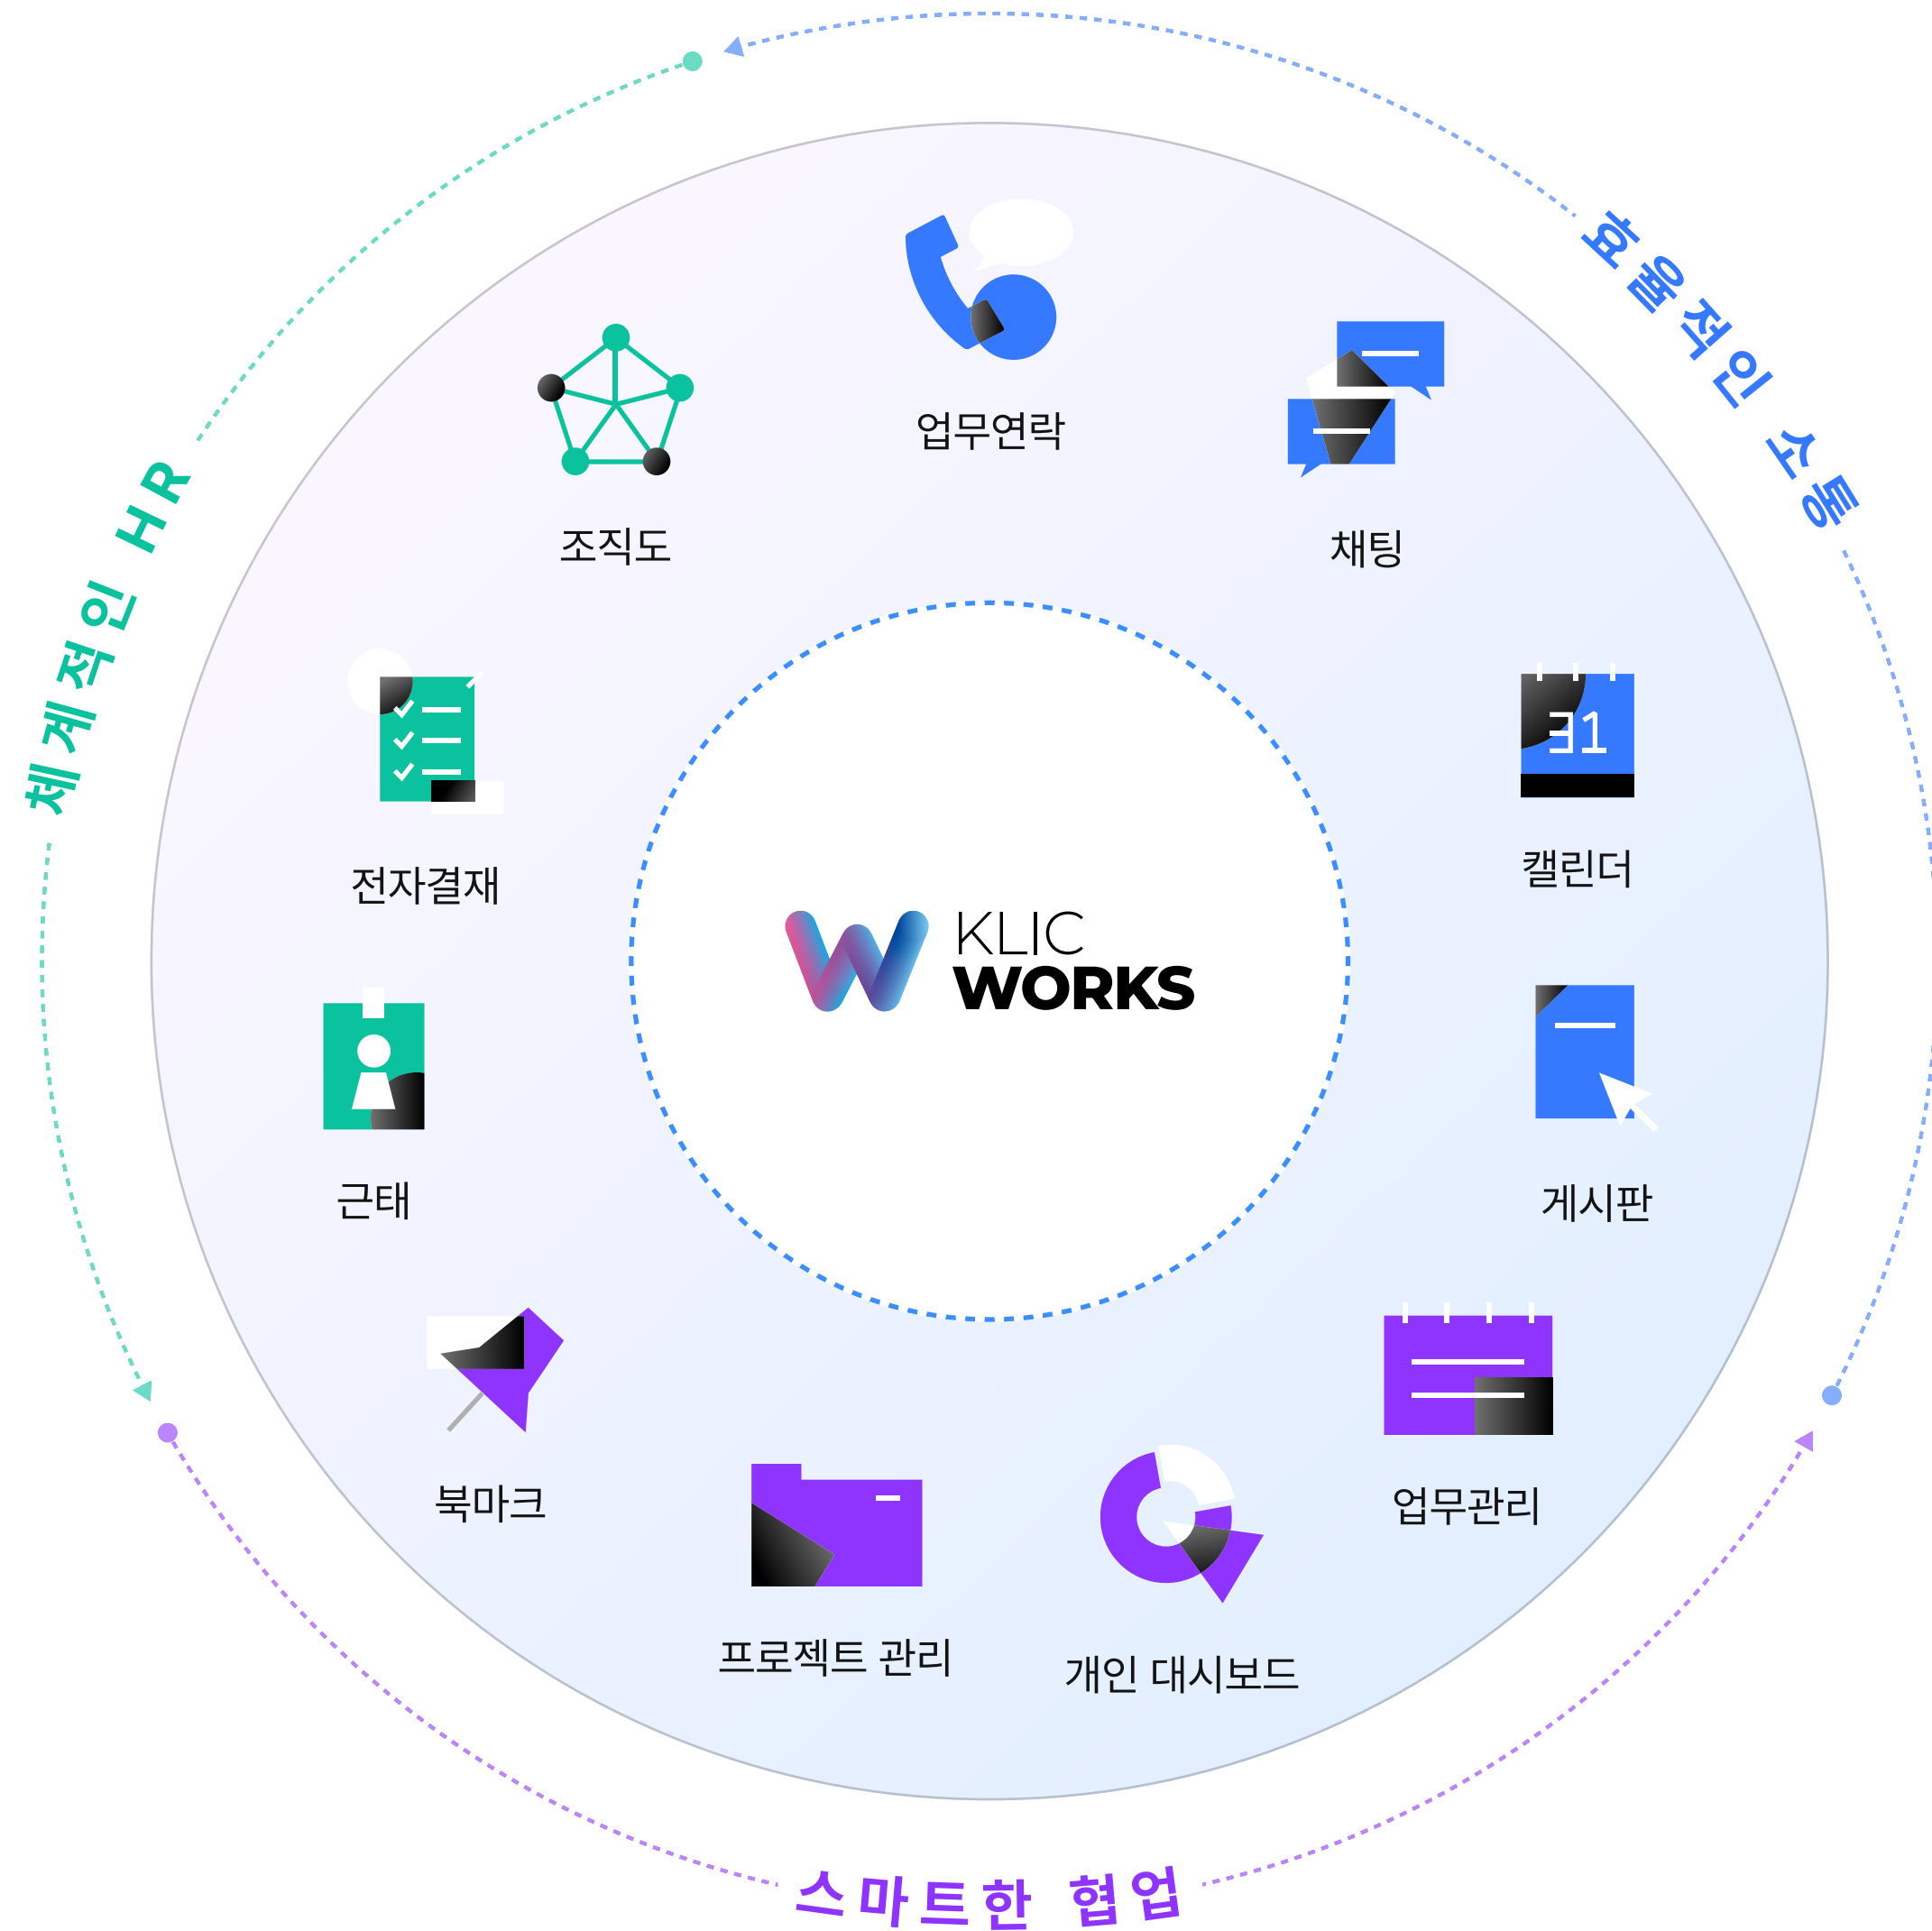 효율적인 소통
체계적인 HR
업무연락
조직도
채팅
전자결재
31
캘린더
KLIC
WORKS
근태
게시판
북마크
업무관리
프로젝트 관리
개인 대시보드
스마트한 협업